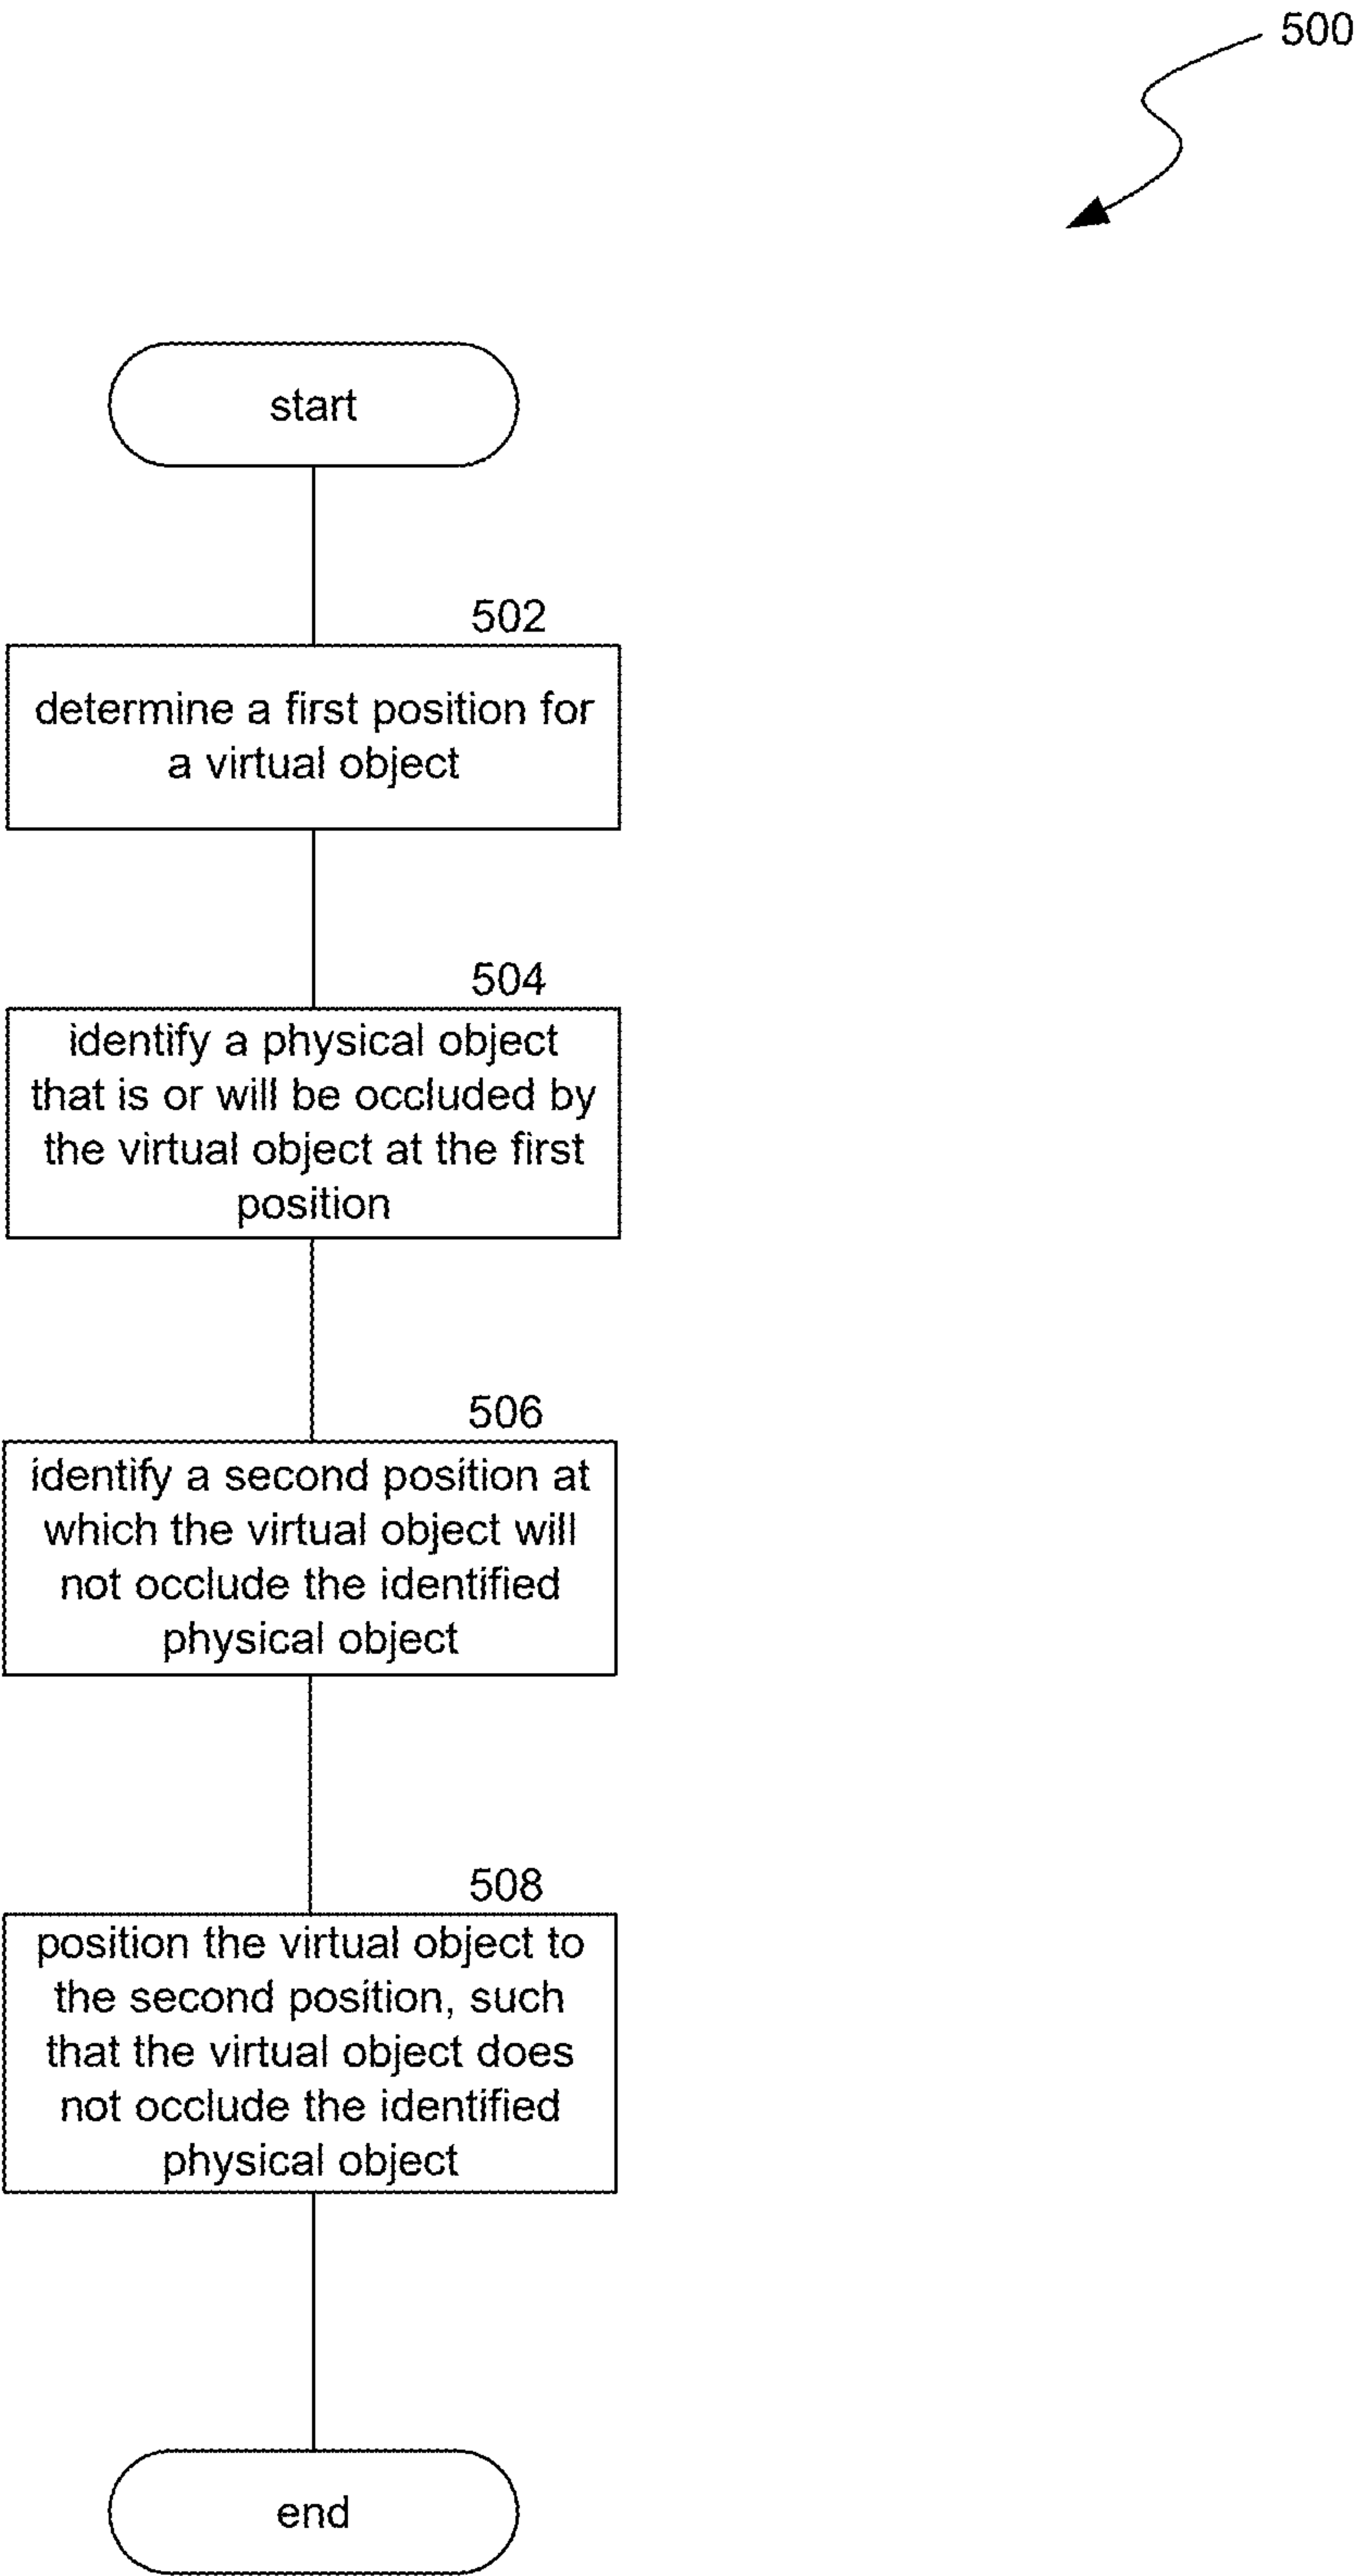 500
start
502
determine a first position for
a virtual object
504
identify a physical object
that is or will be occluded by
the virtual object at the first
position
506
identify a second position at
which the virtual object will
not occlude the identified
physical object
508
position the virtual object to
the second position, such
that the virtual object does
not occlude the identified
physical object
end